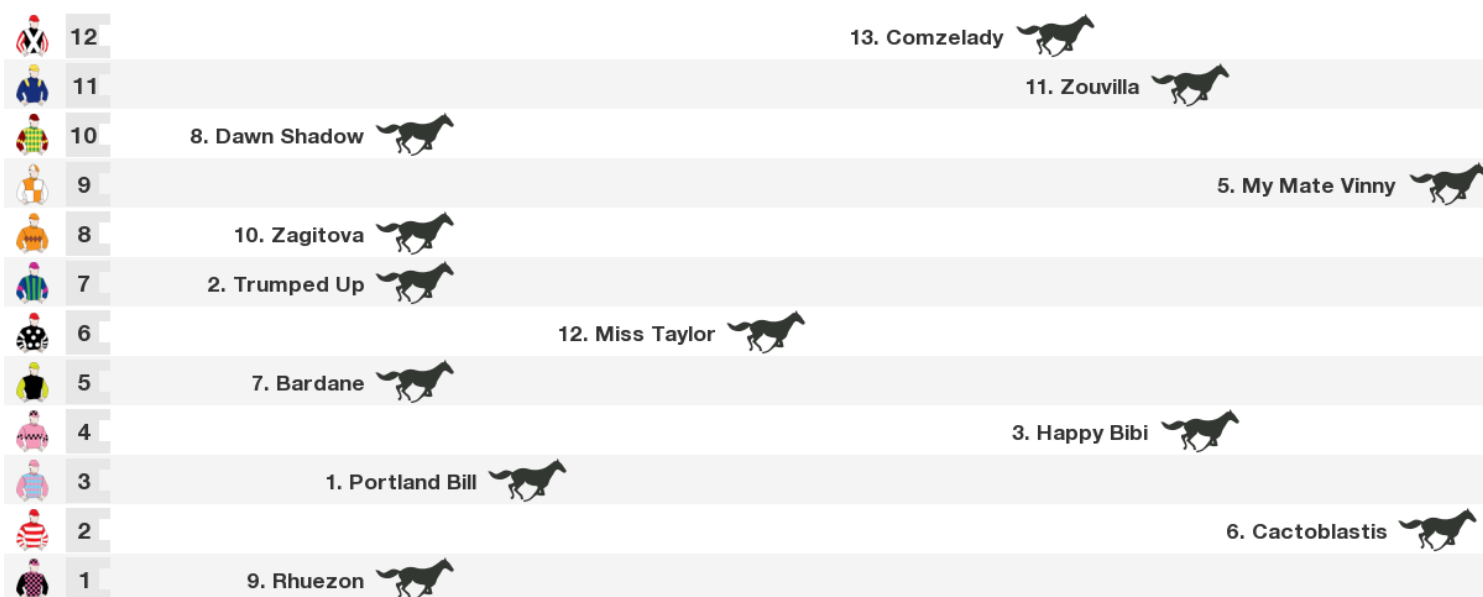 12 13. Comzelady
11 11. Zouvilla
10 8. Dawn Shadow
9 5. My Mate Vinny
8 10. Zagitova
7 2. Trumped Up
6 12. Miss Taylor
5 7. Bardane
4 3. Happy Bibi
3 1. Portland Bill
2 6. Cactoblastis
1 9. Rhuezon